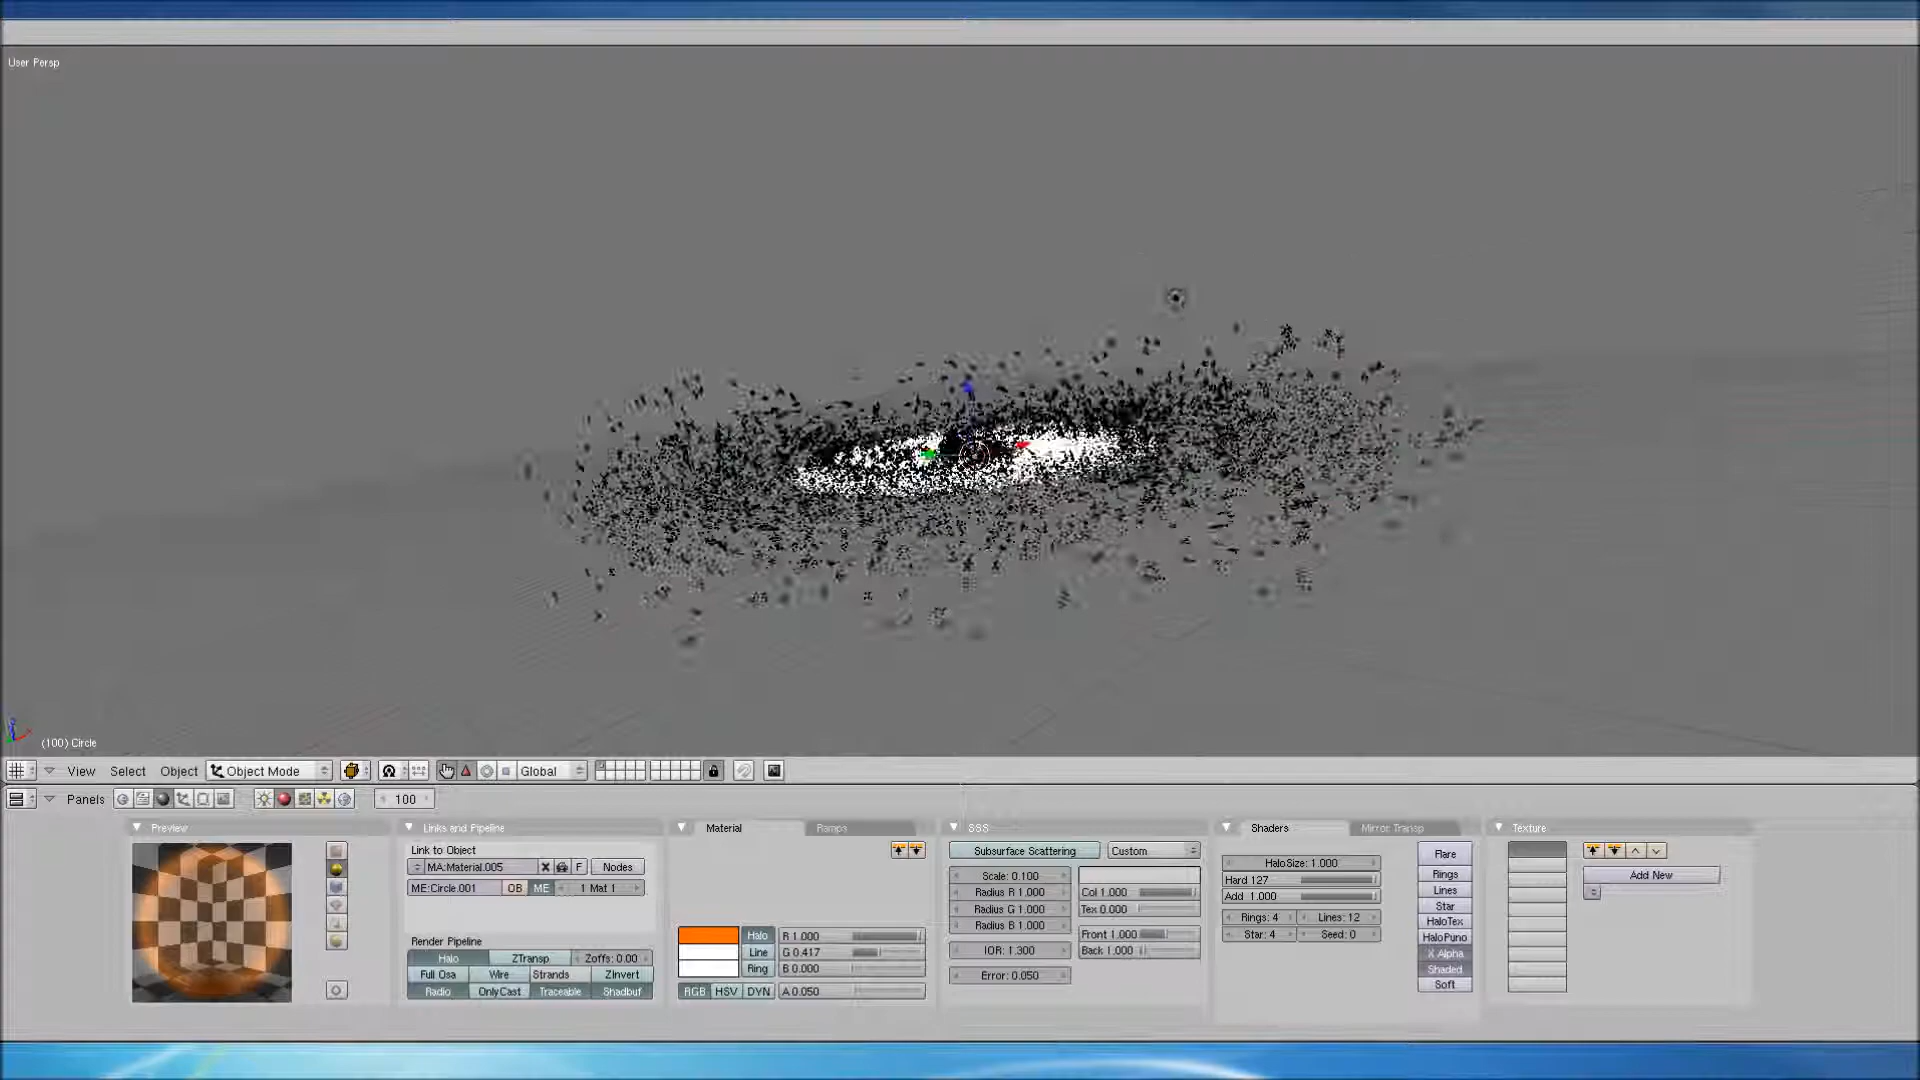 User Persp
(100) Circle
View Select Object Object Mode Global
Panels 100
Preview
Links and Pipeline
Link to Object
MA:Material.005 F Nodes
ME:Circle.001 OB ME 1 Mat 1
Render Pipeline
Halo ZTransp Zoffs: 0.00
Full Osa Wire Strands ZInvert
Radio OnlyCast Traceable Shadbuf
Material Ramps
Halo R 1.000
Line G 0.417
Ring B 0.000
RGB HSV DYN A 0.050
SSS
Subsurface Scattering Custom
Scale: 0.100
Radius R 1.000 Col 1.000
Radius G 1.000 Tex 0.000
Radius B 1.000
Front 1.000
IOR: 1.300 Back 1.000
Error: 0.050
Shaders Mirror Transp
HaloSize: 1.000
Hard 127
Add 1.000
Rings: 4 Lines: 12
Star: 4 Seed: 0
Flare
Rings
Lines
Star
HaloTex
HaloPuno
X Alpha
Shaded
Soft
Texture
Add New